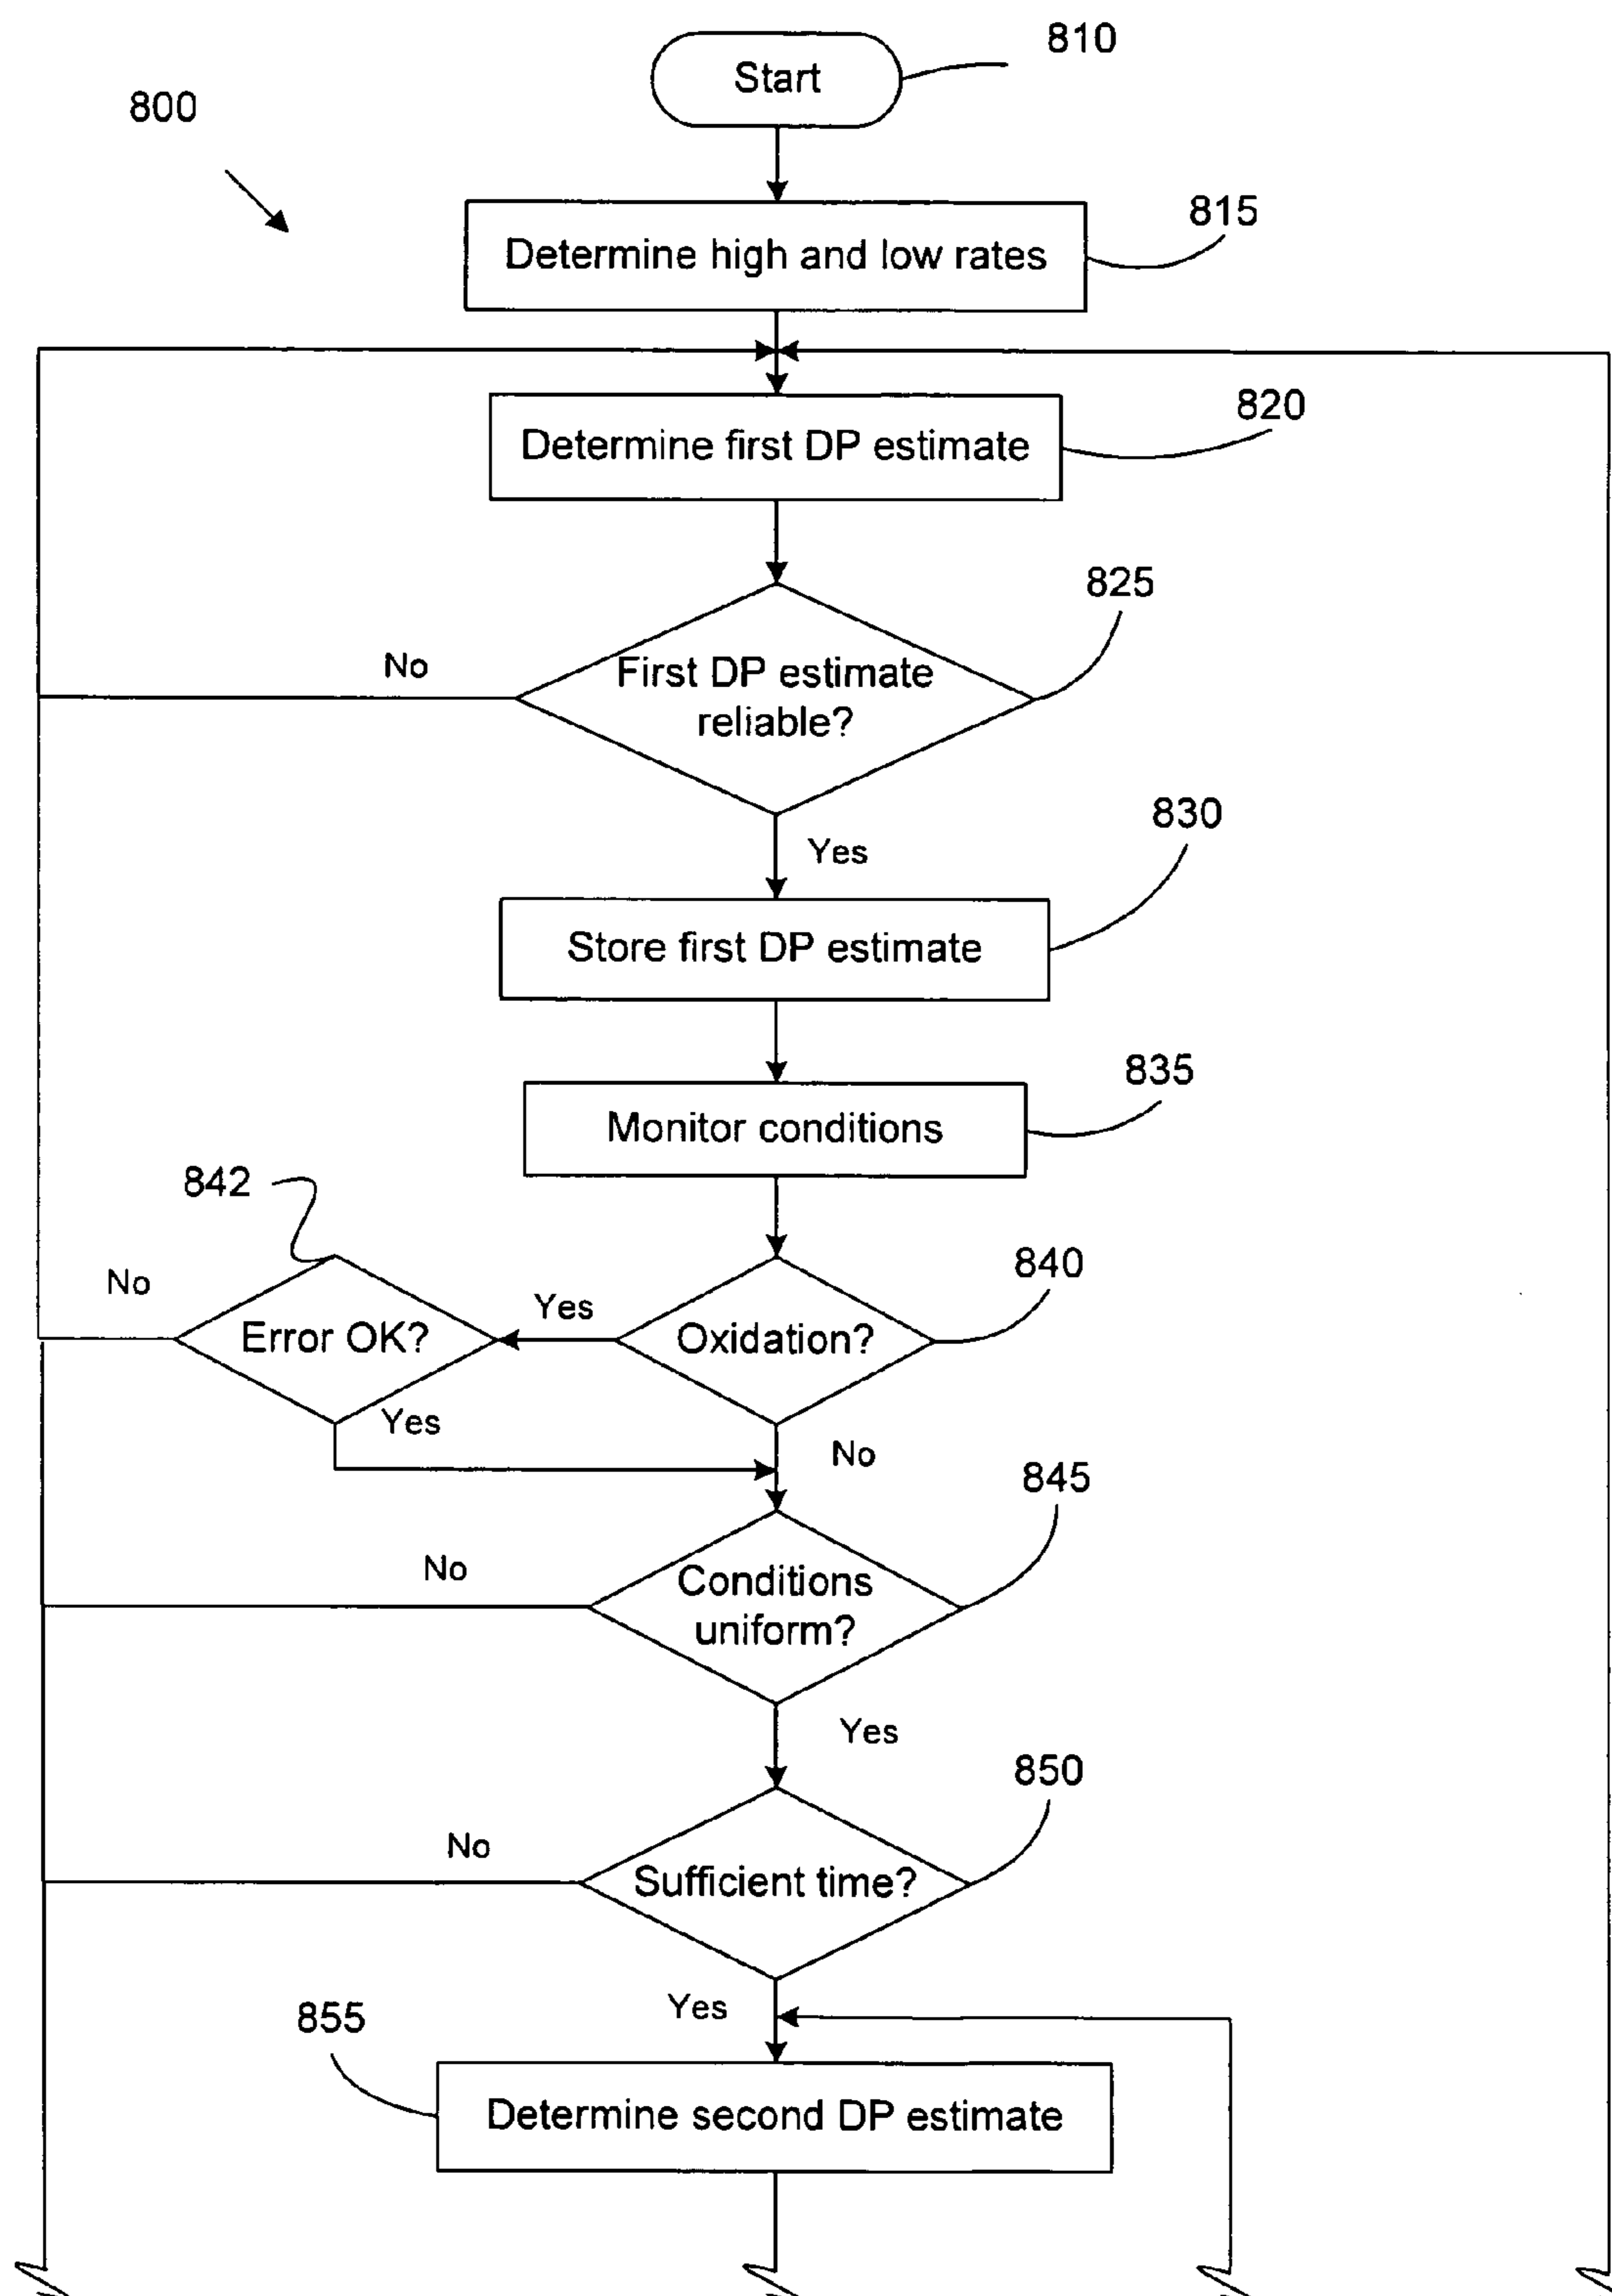 810
Start
800
815
Determine high and low rates
820
Determine first DP estimate
825
No
First DP estimate
reliable?
830
Yes
Store first DP estimate
835
Monitor conditions
842
840
No
Yes
Error OK?
Oxidation?
Yes
No
845
No
Conditions
uniform?
Yes
850
No
Sufficient time?
Yes
855
Determine second DP estimate